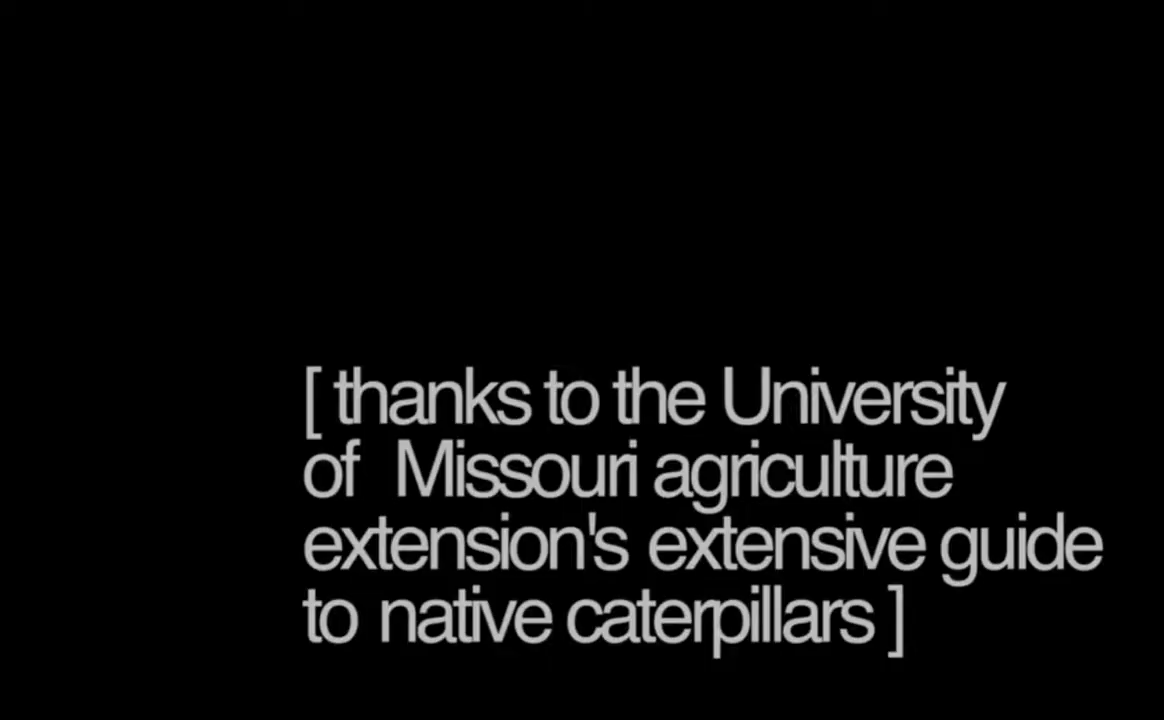 [ thanks to the University
of Missouri agriculture
extension's extensive guide
to native caterpillars ]